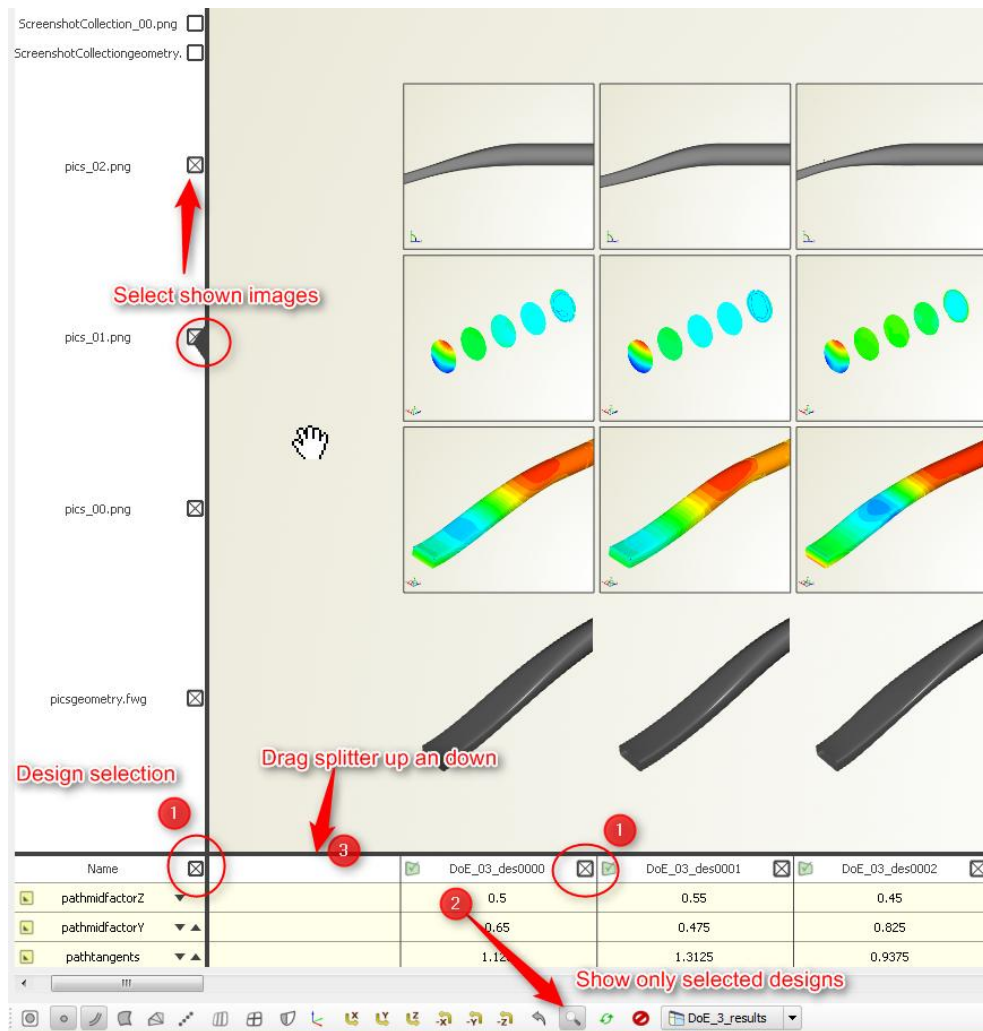 ScreenshotCollection_00.png
ScreenshotCollectiongeometry.
pics_02.png
Select shown images
pics_01.png
pics_00.png
picsgeometry.fwg
Drag splitter up an down
Design selection
1
3
1
Name
DoE_03_des0000
DoE_03_des0001
DoE_03_des0002
pathmidfactorZ
0.5
0.55
0.45
2
pathmidfactorY
0.65
0.475
0.825
pathtangents
1.3125
0.9375
Show only selected designs
X
Y
Z
-X
-Y
-Z
DoE_3_results